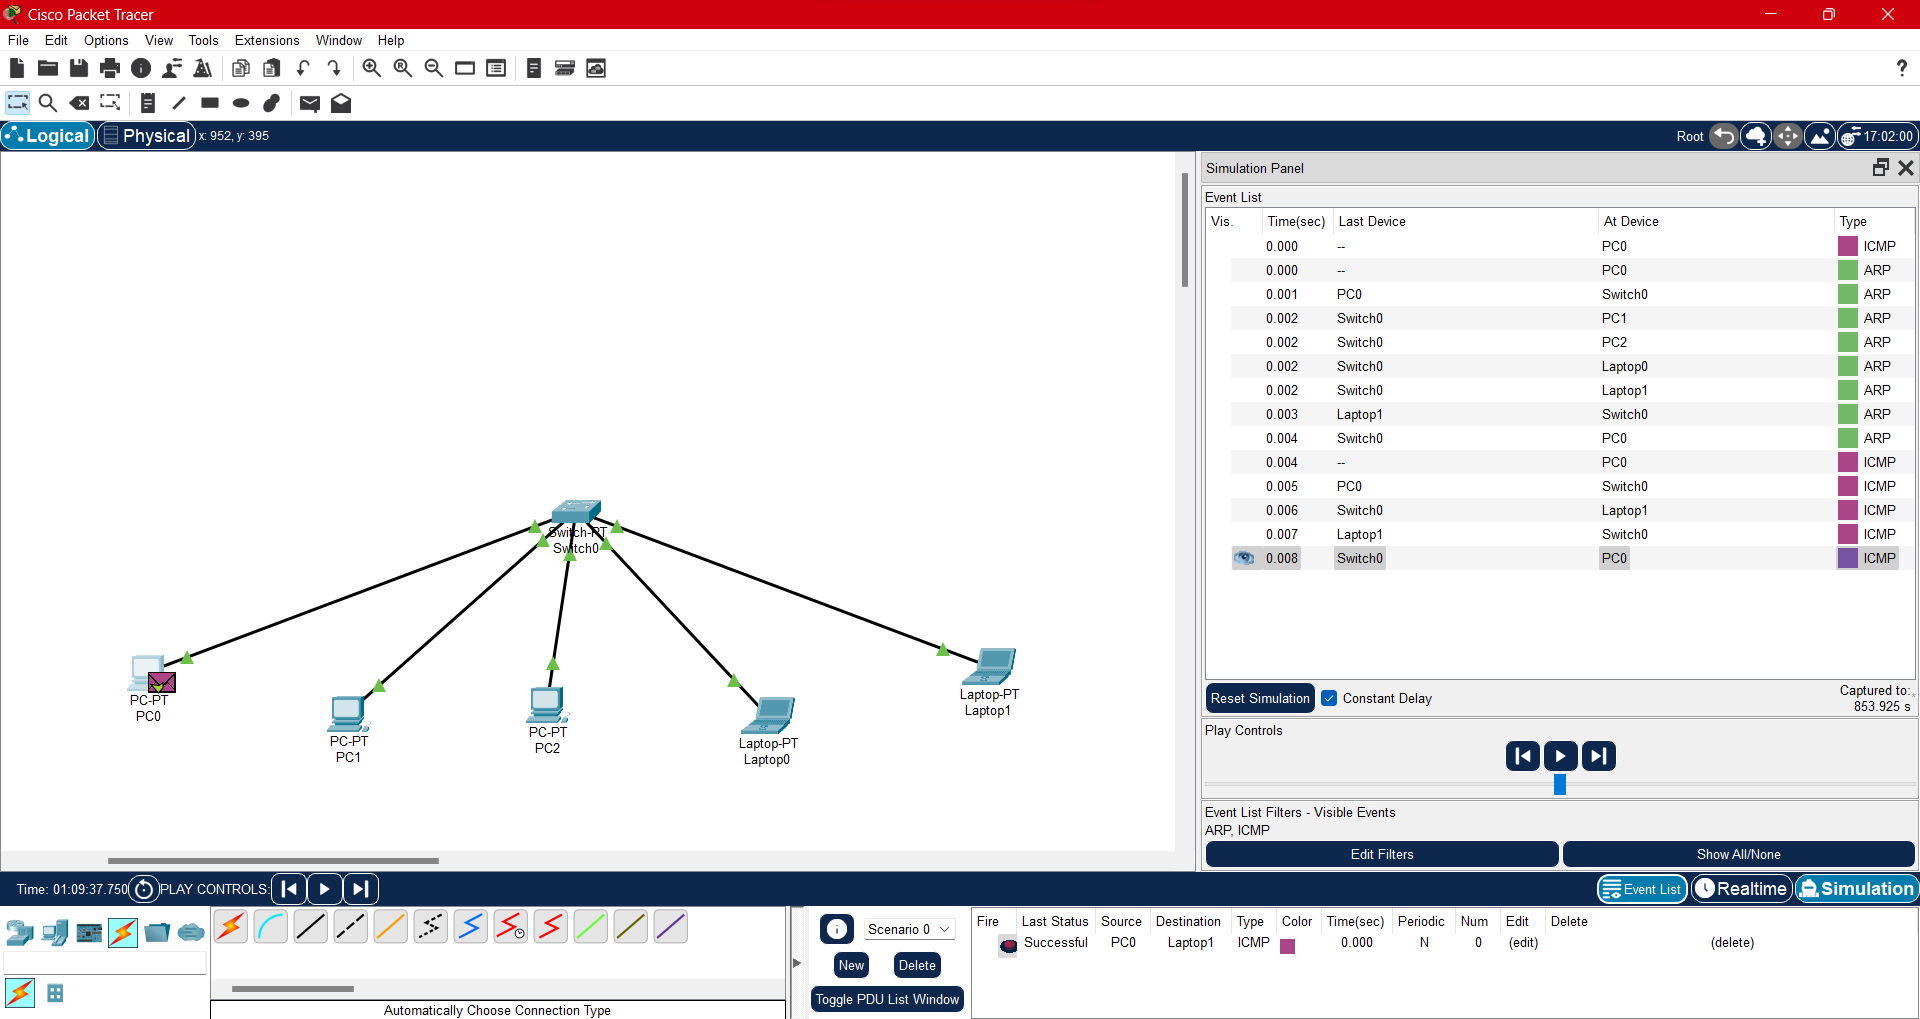 Cisco Packet Tracer
File Edit Options View Tools Extensions Window Help
Logical Physical x: 952, y: 395 Root 17:02:00
Simulation Panel
Event List
Vis. Time(sec) Last Device At Device Type
0.000 -- PC0 ICMP
0.000 -- PC0 ARP
0.001 PC0 Switch0 ARP
0.002 Switch0 PC1 ARP
0.002 Switch0 PC2 ARP
0.002 Switch0 Laptop0 ARP
0.002 Switch0 Laptop1 ARP
0.003 Laptop1 Switch0 ARP
0.004 Switch0 PC0 ARP
0.004 -- PC0 ICMP
0.005 PC0 Switch0 ICMP
0.006 Switch0 Laptop1 ICMP
0.007 Laptop1 Switch0 ICMP
0.008 Switch0 PC0 ICMP
Switch-PT
Switch0
PC-PT
PC0
PC-PT
PC1
PC-PT
PC2
Laptop-PT
Laptop0
Laptop-PT
Laptop1
Reset Simulation Constant Delay Captured to:
853.925 s
Play Controls
Event List Filters - Visible Events
ARP, ICMP
Edit Filters Show All/None
Time: 01:09:37.750 PLAY CONTROLS: Event List Realtime Simulation
Scenario 0
New Delete
Toggle PDU List Window
Fire Last Status Source Destination Type Color Time(sec) Periodic Num Edit Delete
Successful PC0 Laptop1 ICMP 0.000 N 0 (edit) (delete)
Automatically Choose Connection Type